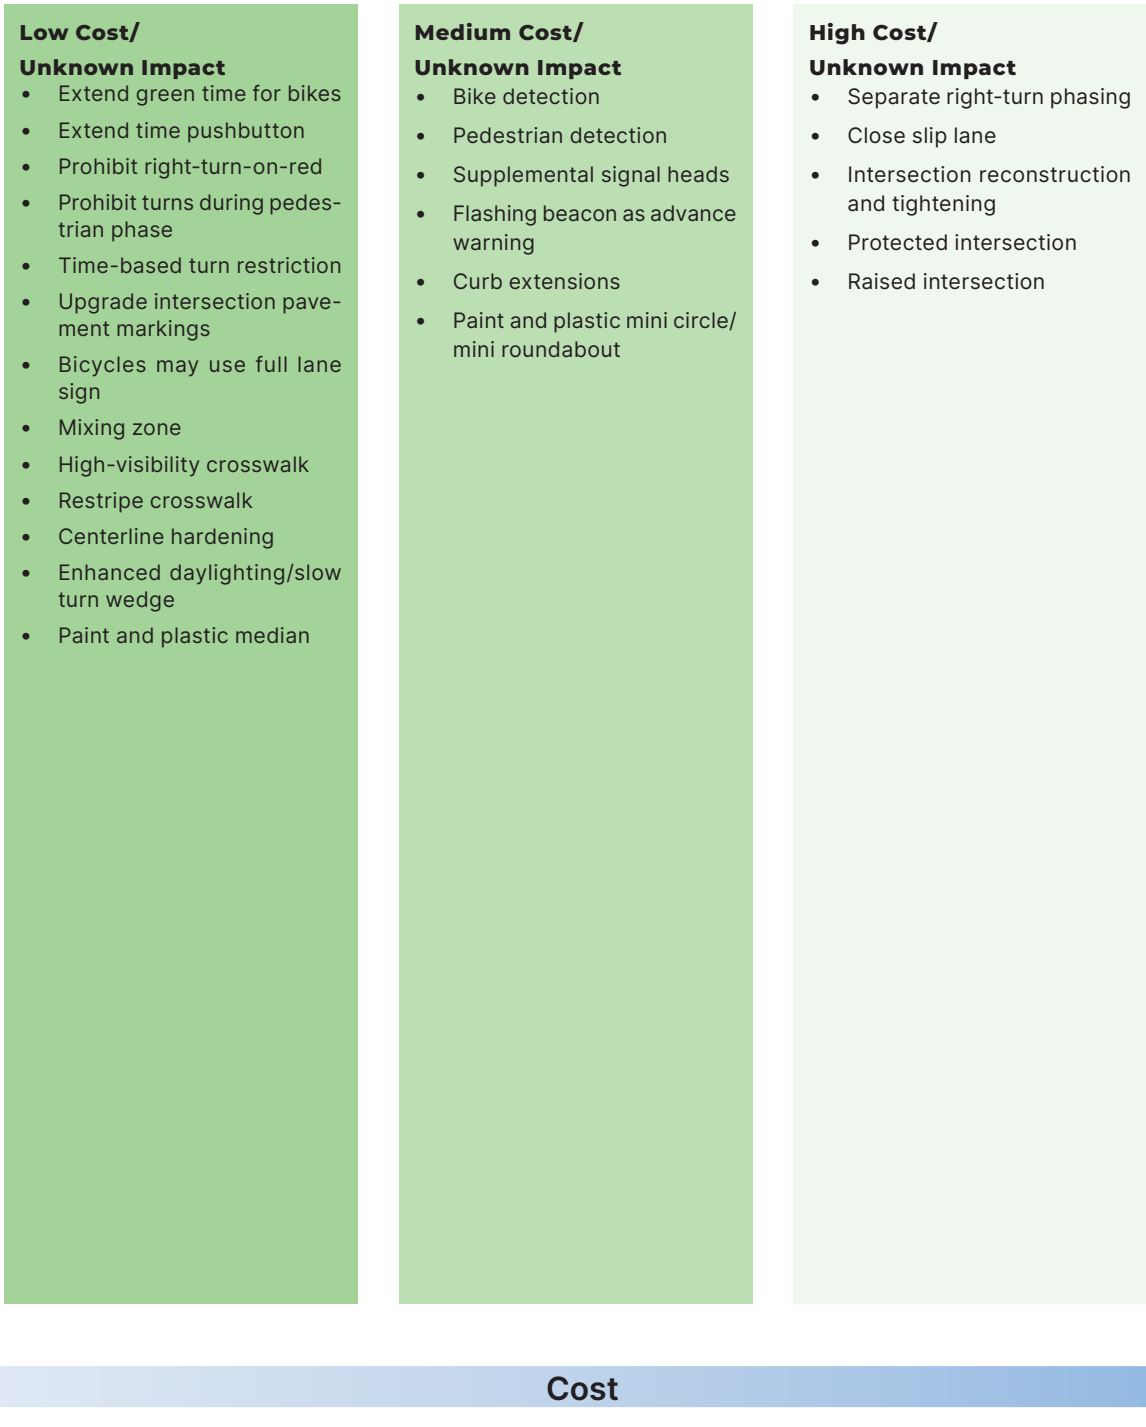 Low Cost/
Unknown Impact
• Extend green time for bikes
• Extend time pushbutton
• Prohibit right-turn-on-red
• Prohibit turns during pedes-
trian phase
• Time-based turn restriction
• Upgrade intersection pave-
ment markings
• Bicycles may use full lane
sign
• Mixing zone
• High-visibility crosswalk
• Restripe crosswalk
• Centerline hardening
• Enhanced daylighting/slow
turn wedge
• Paint and plastic median
Medium Cost/
Unknown Impact
• Bike detection
• Pedestrian detection
• Supplemental signal heads
• Flashing beacon as advance
warning
• Curb extensions
• Paint and plastic mini circle/
mini roundabout
High Cost/
Unknown Impact
• Separate right-turn phasing
• Close slip lane
• Intersection reconstruction
and tightening
• Protected intersection
• Raised intersection
Cost